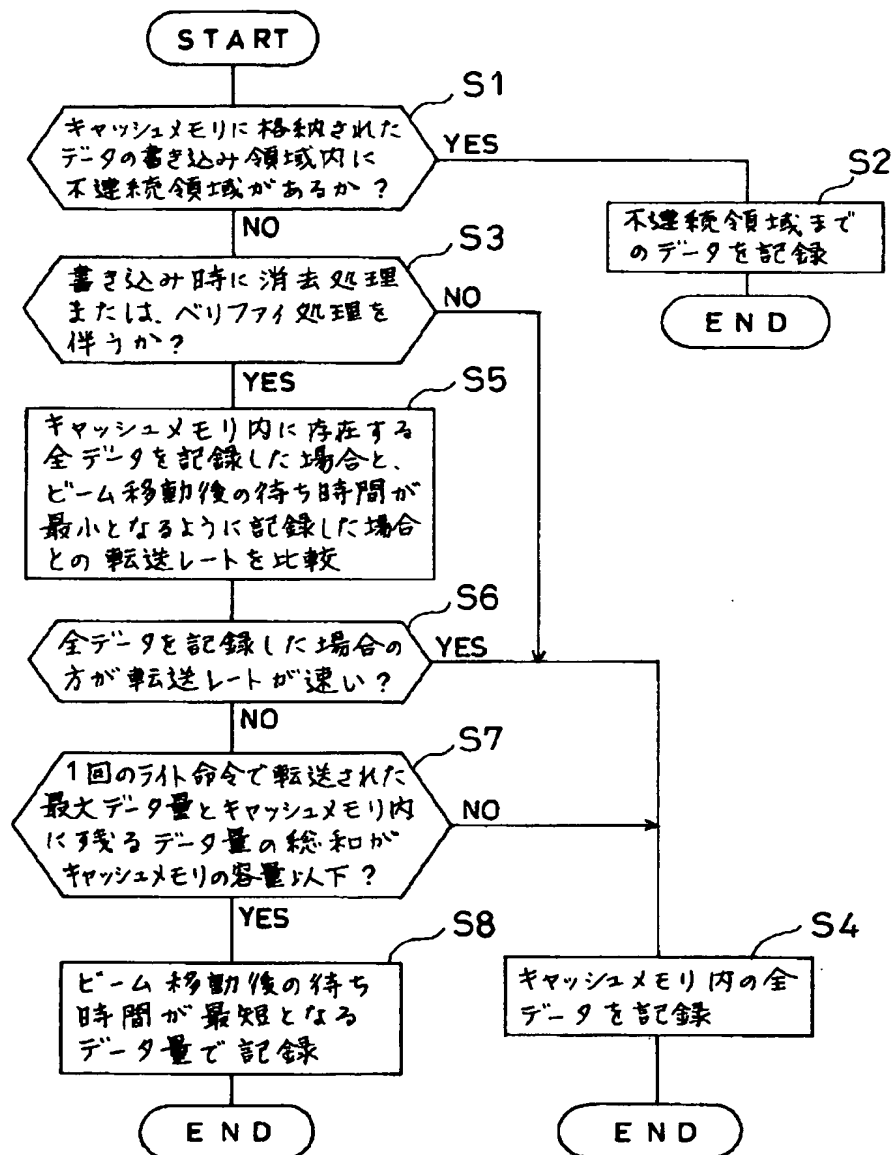 START
S1
キャッシュメモリに格納された
データの書き込み領域内に
不連続領域があるか?
YES
NO
S2
不連続領域まで
のデータを記録
END
S3
書き込み時に消去処理
または、ベリファイ処理を
伴うか?
NO
YES
S5
キャッシュメモリ内に存在する
全データを記録した場合と、
ビーム移動後の待ち時間が
最小となるように記録した場合
との転送レートを比較
S6
全データを記録した場合の
方が転送レートが速い?
YES
NO
S7
1回のライト命令で転送された
最大データ量とキャッシュメモリ内
に残るデータ量の総和が
キャッシュメモリの容量以下?
NO
YES
S8
ビーム移動後の待ち
時間が最短となる
データ量で記録
END
S4
キャッシュメモリ内の全
データを記録
END